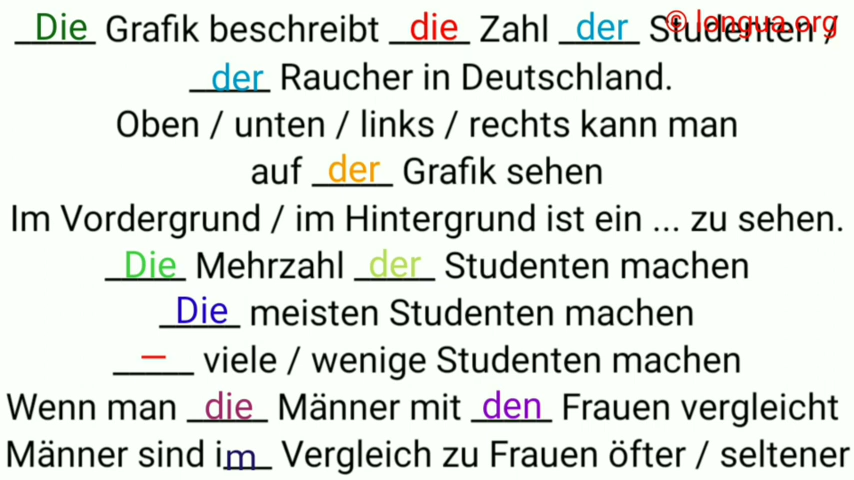 Die Grafik beschreibt die Zahl der Studenten /
© longua.org
der Raucher in Deutschland.
Oben / unten / links / rechts kann man
auf der Grafik sehen
Im Vordergrund / im Hintergrund ist ein ... zu sehen.
Die Mehrzahl der Studenten machen
Die meisten Studenten machen
– viele / wenige Studenten machen
Wenn man die Männer mit den Frauen vergleicht
Männer sind im Vergleich zu Frauen öfter / seltener